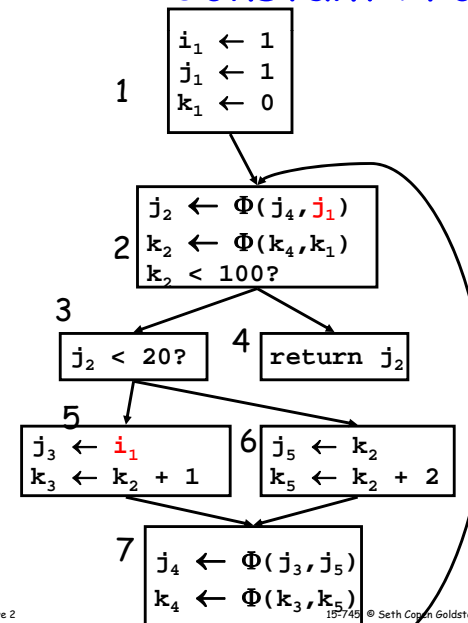 1
i₁ ← 1
j₁ ← 1
k₁ ← 0
2
j₂ ← Φ(j₄,j₁)
k₂ ← Φ(k₄,k₁)
k₂ < 100?
3
j₂ < 20?
4
return j₂
5
j₃ ← i₁
k₃ ← k₂ + 1
6
j₅ ← k₂
k₅ ← k₂ + 2
7
j₄ ← Φ(j₃,j₅)
k₄ ← Φ(k₃,k₅)
e 2
15-745 © Seth Copen Goldste